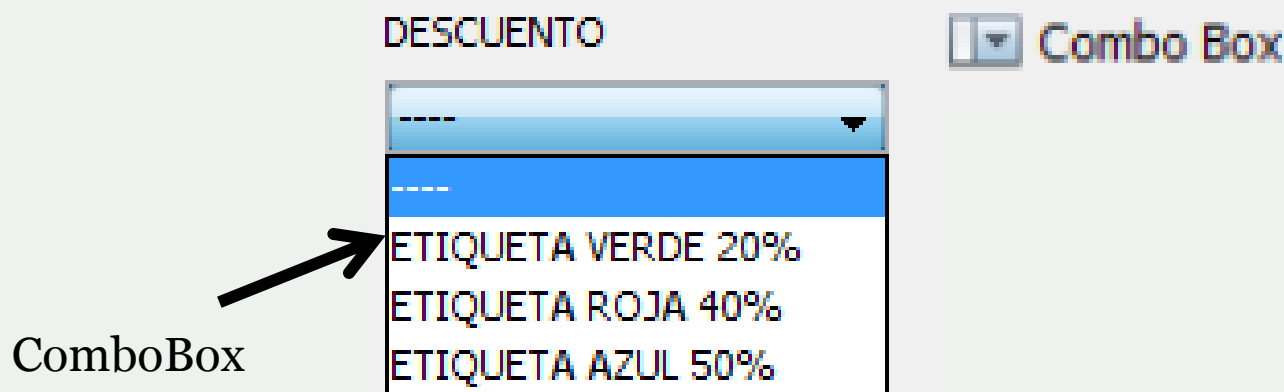 DESCUENTO
Combo Box
----
----
ETIQUETA VERDE 20%
ETIQUETA ROJA 40%
ETIQUETA AZUL 50%
ComboBox